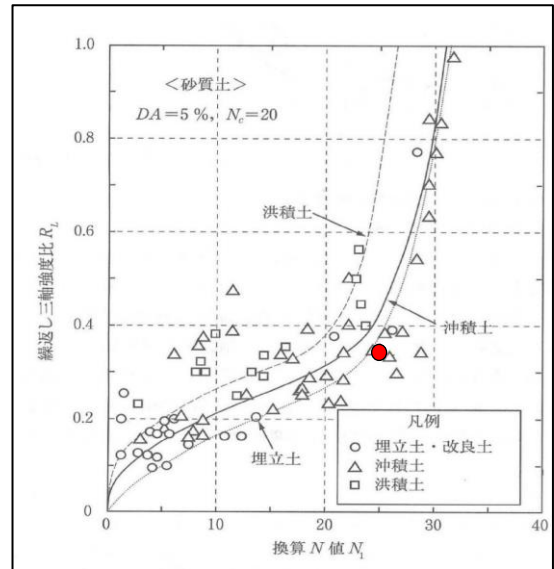 1.0
0.8
0.6
0.4
0.2
0
0
10
20
30
40
繰返し三軸強度比 R_L
換算 N 値 N₁
＜砂質土＞
DA＝5 %, N_c＝20
洪積土
沖積土
埋立土
凡例
○ 埋立土・改良土
△ 沖積土
□ 洪積土